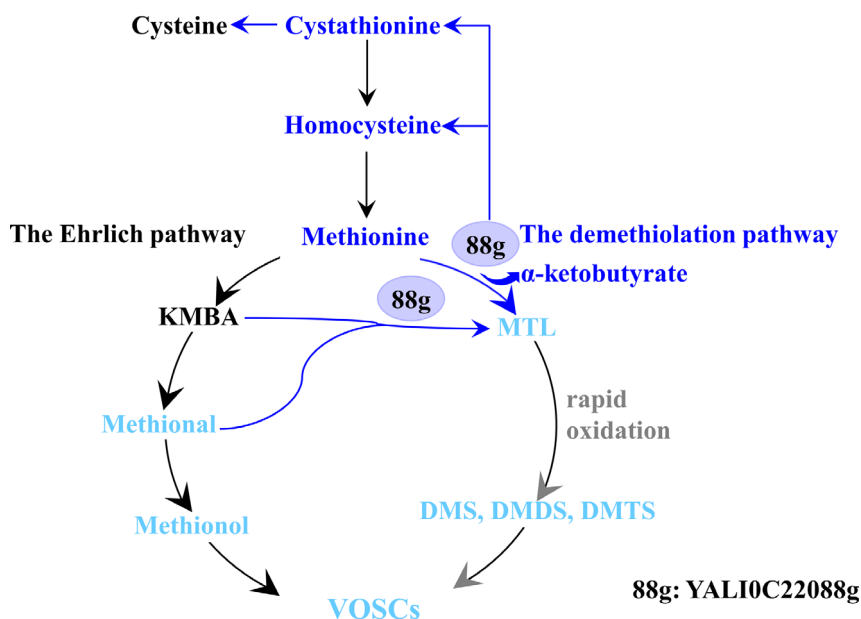 Cysteine
Cystathionine
Homocysteine
The Ehrlich pathway
Methionine
88g
The demethiolation pathway
α-ketobutyrate
88g
KMBA
MTL
Methional
rapid
oxidation
Methionol
DMS, DMDS, DMTS
VOSCs
88g: YALI0C22088g